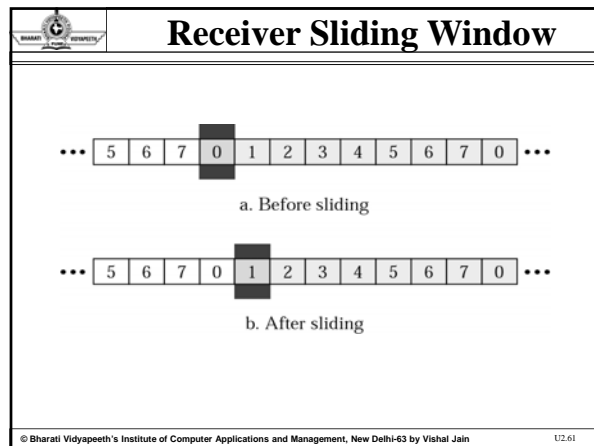 BHARATI VIDYAPEETH
Receiver Sliding Window
••• 5 6 7 0 1 2 3 4 5 6 7 0 •••
a. Before sliding
••• 5 6 7 0 1 2 3 4 5 6 7 0 •••
b. After sliding
© Bharati Vidyapeeth's Institute of Computer Applications and Management, New Delhi-63 by Vishal Jain U2.61